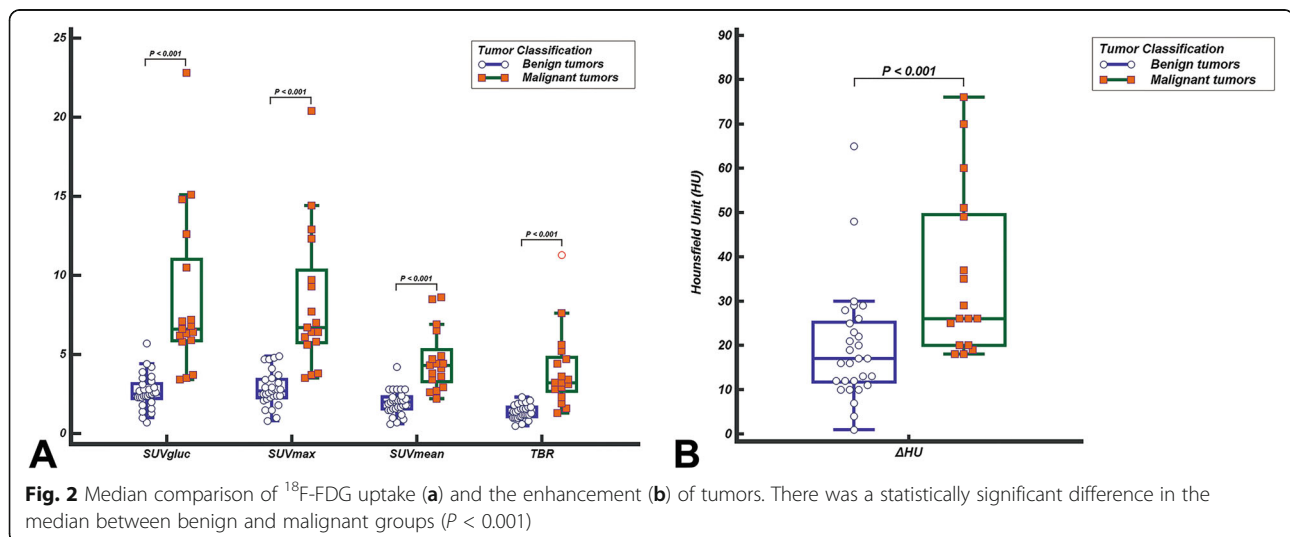 25
20
15
10
5
0
P < 0.001
P < 0.001
P < 0.001
P < 0.001
Tumor Classification
Benign tumors
Malignant tumors
A
SUVgluc
SUVmax
SUVmean
TBR
Hounsfield Unit (HU)
90
80
70
60
50
40
30
20
10
0
P < 0.001
Tumor Classification
Benign tumors
Malignant tumors
B
ΔHU
Fig. 2 Median comparison of ¹⁸F-FDG uptake (a) and the enhancement (b) of tumors. There was a statistically significant difference in the
median between benign and malignant groups (P < 0.001)